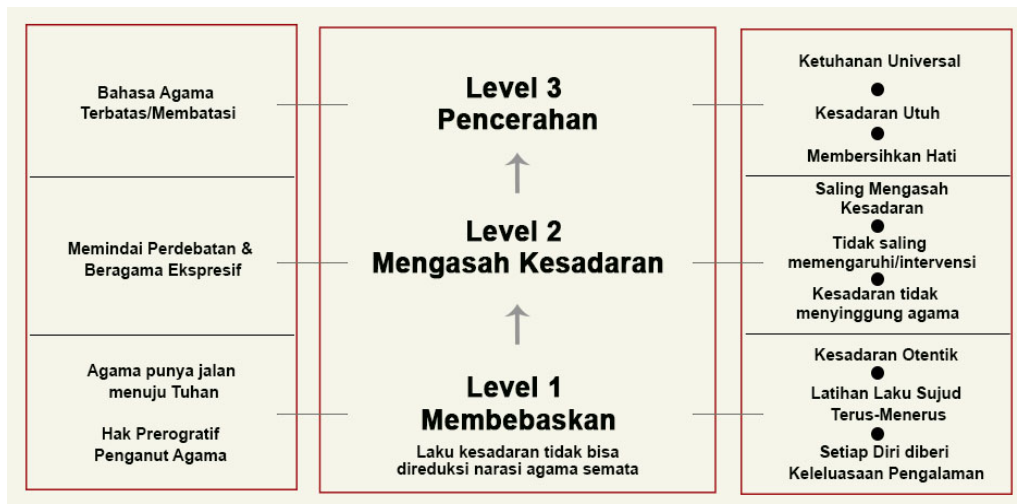 Bahasa Agama
Terbatas/Membatasi
Memindai Perdebatan &
Beragama Ekspresif
Agama punya jalan
menuju Tuhan
Hak Prerogratif
Penganut Agama
Level 3
Pencerahan
Level 2
Mengasah Kesadaran
Level 1
Membebaskan
Laku kesadaran tidak bisa
direduksi narasi agama semata
Ketuhanan Universal
Kesadaran Utuh
Membersihkan Hati
Saling Mengasah
Kesadaran
Tidak saling
memengaruhi/intervensi
Kesadaran tidak
menyinggung agama
Kesadaran Otentik
Latihan Laku Sujud
Terus-Menerus
Setiap Diri diberi
Keleluasaan Pengalaman